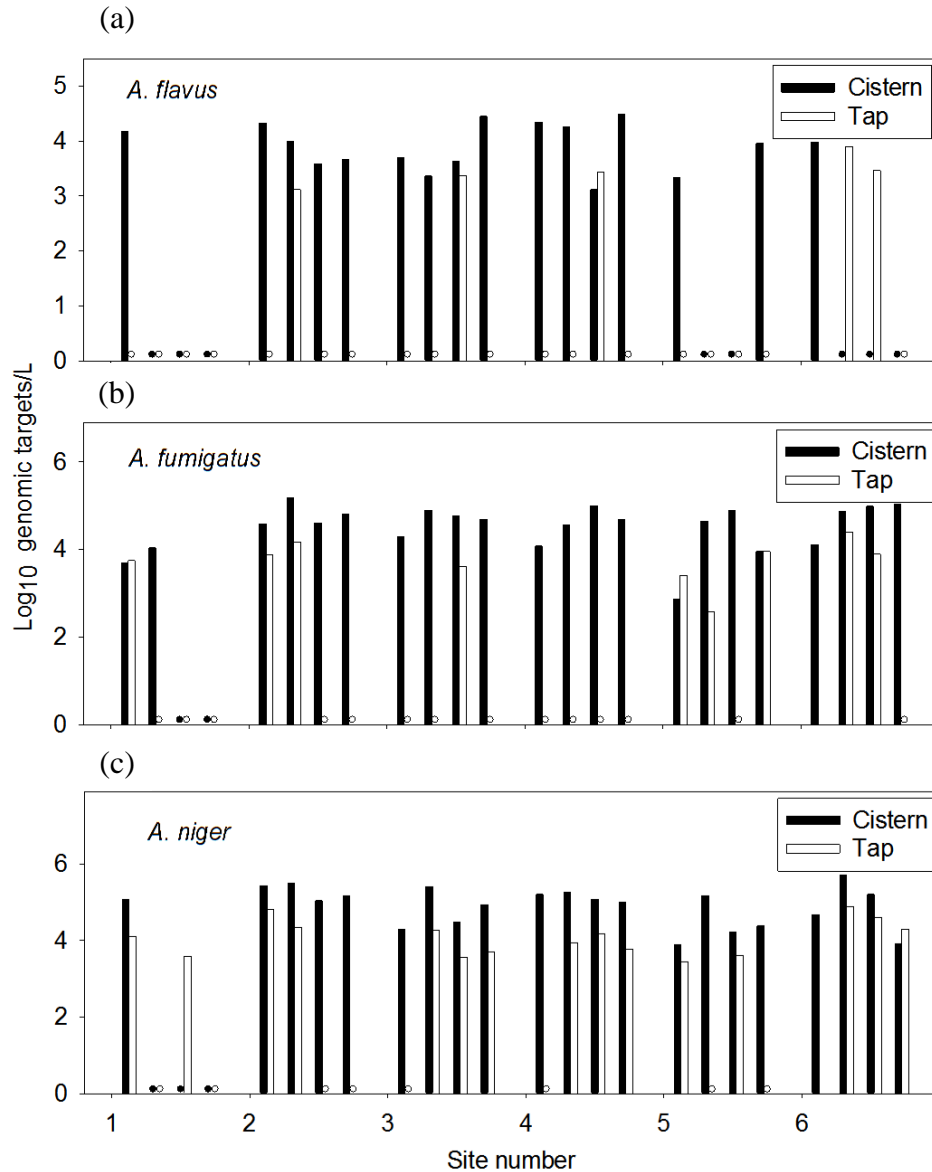 (a)
A. flavus
Cistern
Tap
5
4
3
2
1
0
(b)
A. fumigatus
Cistern
Tap
6
4
2
0
Log10 genomic targets/L
(c)
A. niger
Cistern
Tap
6
4
2
0
1 2 3 4 5 6
Site number